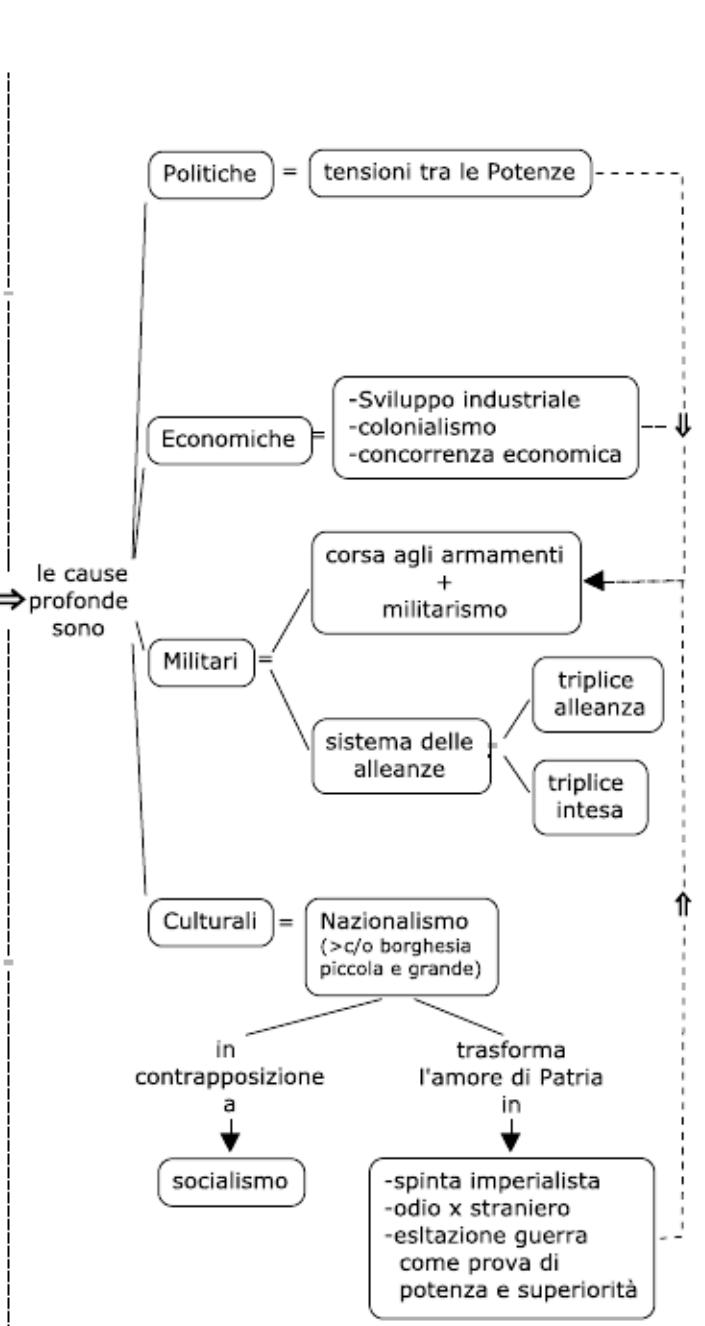 Politiche = tensioni tra le Potenze
Economiche =
-Sviluppo industriale
-colonialismo
-concorrenza economica
le cause
profonde
sono
corsa agli armamenti
+
militarismo
Militari =
triplice
alleanza
sistema delle
alleanze
triplice
intesa
Culturali = Nazionalismo
(>c/o borghesia
piccola e grande)
in
contrapposizione
a
socialismo
trasforma
l'amore di Patria
in
-spinta imperialista
-odio x straniero
-esltazione guerra
come prova di
potenza e superiorità